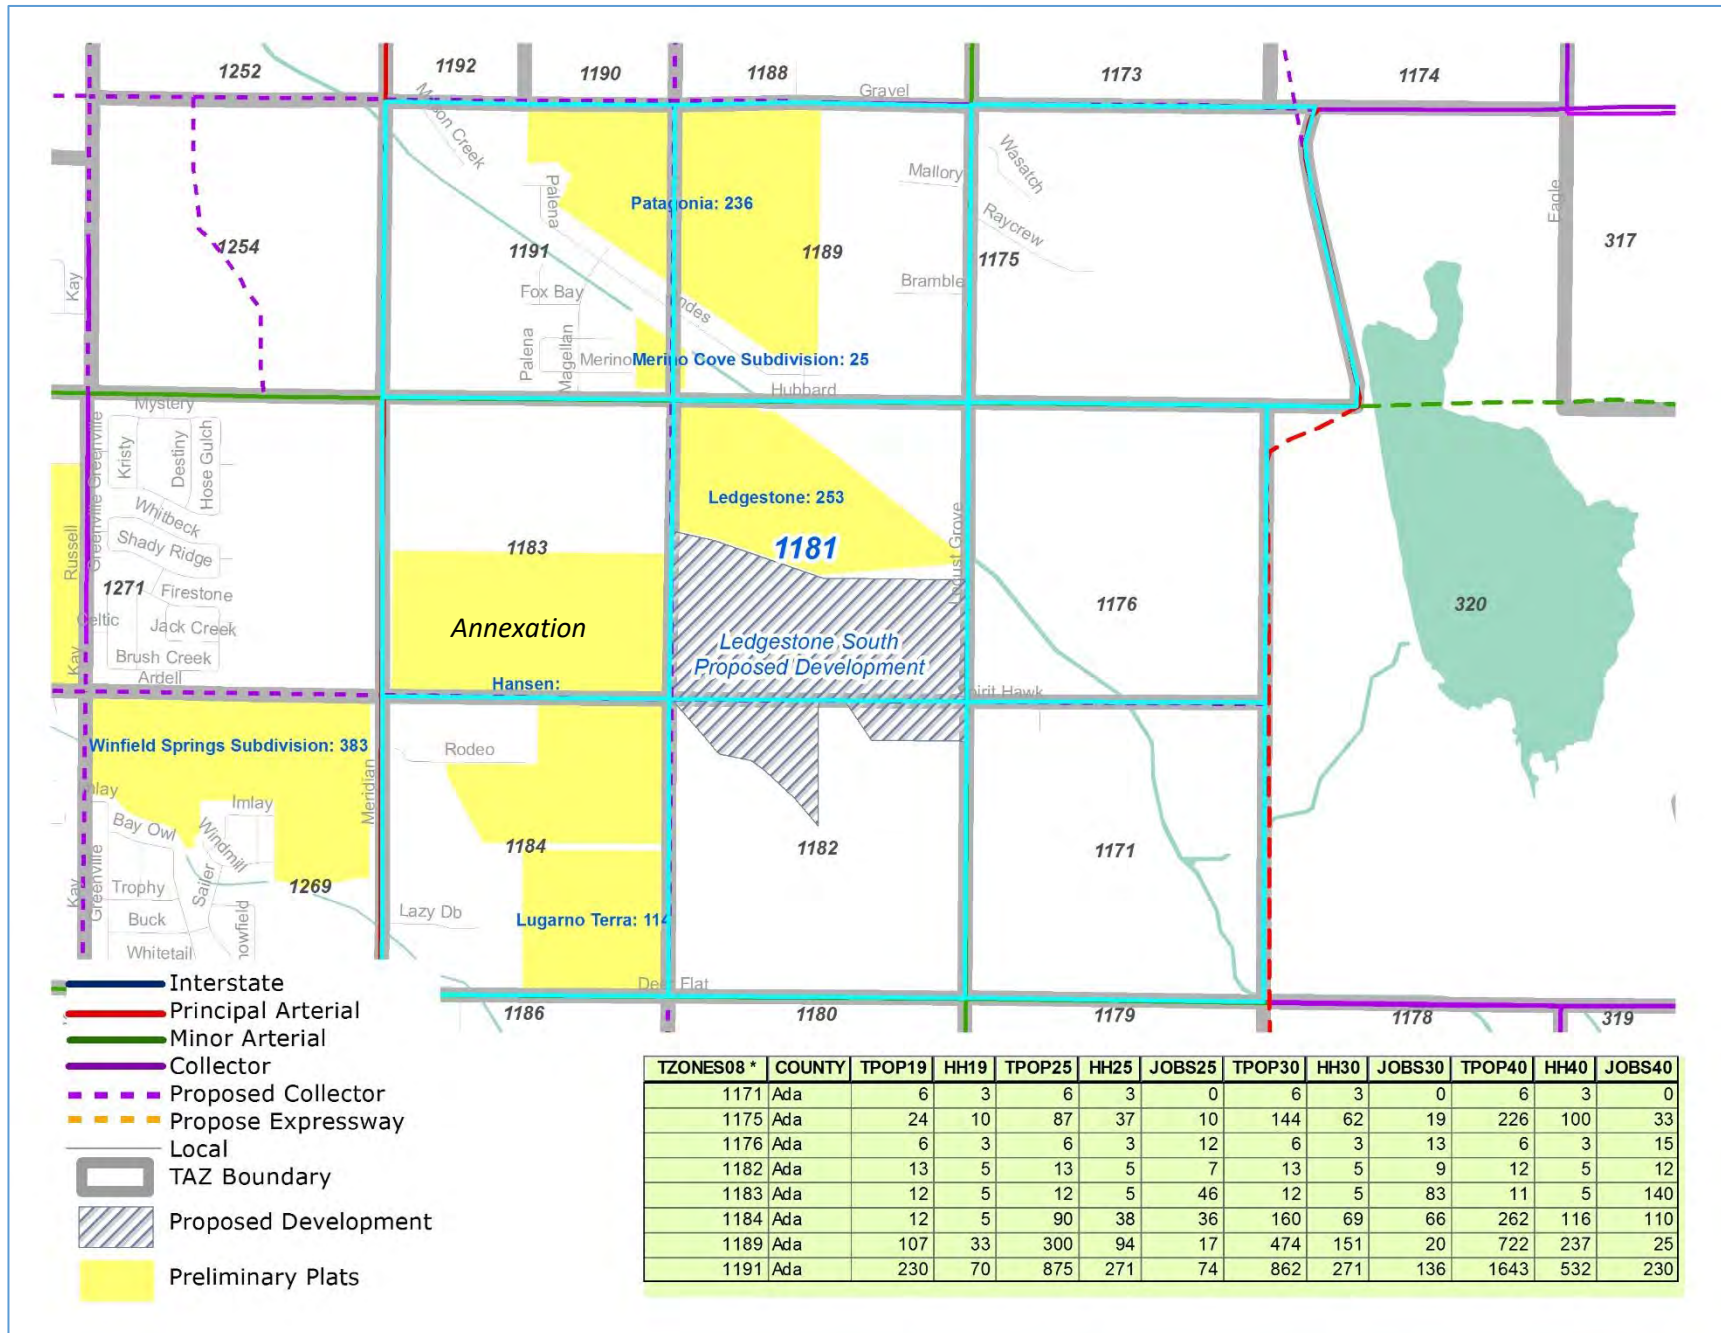 1252
1192
1190
1188
1173
1174
Gravel
Mason Creek
Wasatch
Mallory
Palena
Patagonia: 236
Eagle
Raycrew
1254
1191
1189
1175
317
Kay
Fox Bay
Bramble
Palena
Magellan
Merino
Merino Cove Subdivision: 25
Hubbard
Mystery
Greenville
Greenville
Kristy
Destiny
Hose Gulch
Ledgestone: 253
Whitbeck
Locust Grove
Russell
Shady Ridge
1183
1181
1271
Firestone
1176
320
Celtic
Jack Creek
Annexation
Ledgestone South
Proposed Development
Brush Creek
Kay
Ardell
Hansen:
Spirit Hawk
Winfield Springs Subdivision: 383
Rodeo
Meridian
Imlay
Bay Owl
Windmill
1184
1182
1171
Kay
Greenville
Trophy
Sailer
1269
Buck
Lazy Db
Lugarno Terra: 114
Whitetail
Deer Flat
1186
1180
1179
1178
319
Interstate
Principal Arterial
Minor Arterial
Collector
Proposed Collector
Propose Expressway
Local
TAZ Boundary
Proposed Development
Preliminary Plats
TZONES08 * COUNTY TPOP19 HH19 TPOP25 HH25 JOBS25 TPOP30 HH30 JOBS30 TPOP40 HH40 JOBS40
1171 Ada 6 3 6 3 0 6 3 0 6 3 0
1175 Ada 24 10 87 37 10 144 62 19 226 100 33
1176 Ada 6 3 6 3 12 6 3 13 6 3 15
1182 Ada 13 5 13 5 7 13 5 9 12 5 12
1183 Ada 12 5 12 5 46 12 5 83 11 5 140
1184 Ada 12 5 90 38 36 160 69 66 262 116 110
1189 Ada 107 33 300 94 17 474 151 20 722 237 25
1191 Ada 230 70 875 271 74 862 271 136 1643 532 230